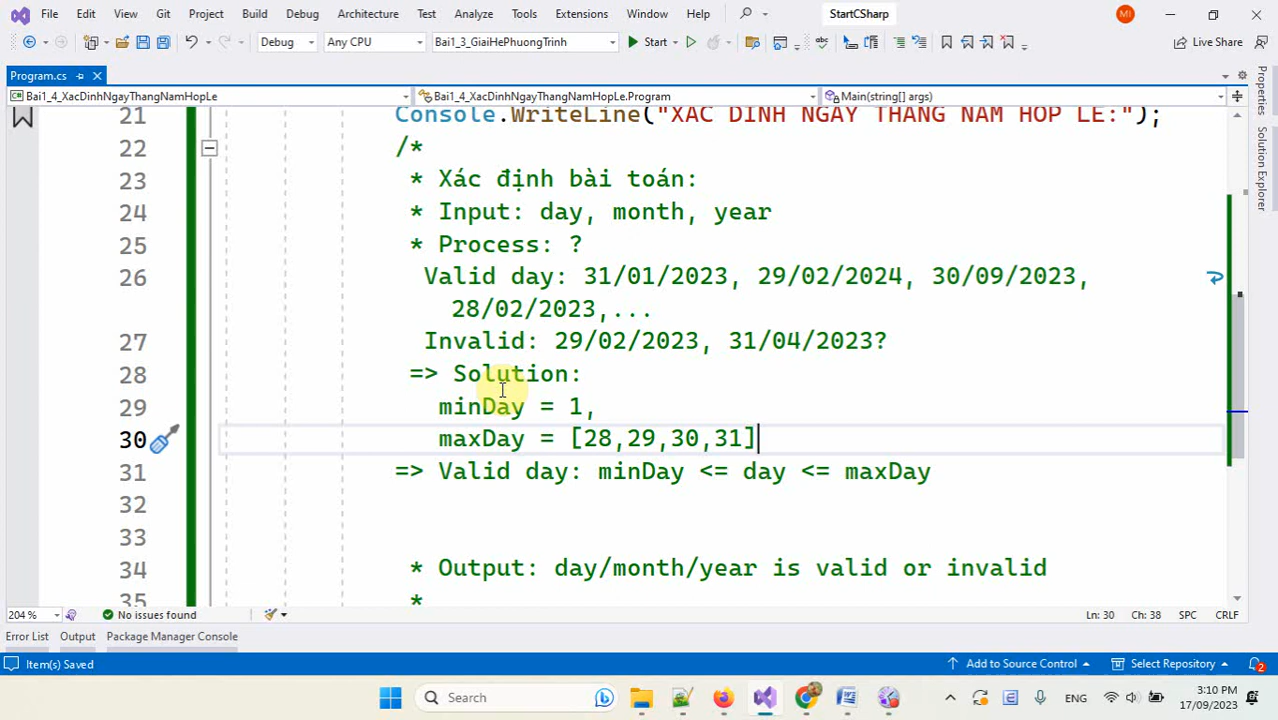 File Edit View Git Project Build Debug Architecture Test Analyze Tools Extensions Window Help StartCSharp MI
Debug Any CPU Bai1_3_GiaiHePhuongTrinh Start Live Share
Program.cs
Bai1_4_XacDinhNgayThangNamHopLe Bai1_4_XacDinhNgayThangNamHopLe.Program Main(string[] args)
Properties
Solution Explorer
21 Console.WriteLine("XAC DINH NGAY THANG NAM HOP LE:");
22 /*
23 * Xác định bài toán:
24 * Input: day, month, year
25 * Process: ?
26 Valid day: 31/01/2023, 29/02/2024, 30/09/2023,
28/02/2023,...
27 Invalid: 29/02/2023, 31/04/2023?
28 => Solution:
29 minDay = 1,
30 maxDay = [28,29,30,31]
31 => Valid day: minDay <= day <= maxDay
32
33
34 * Output: day/month/year is valid or invalid
35 *
204 % No issues found Ln: 30 Ch: 38 SPC CRLF
Error List Output Package Manager Console
Item(s) Saved Add to Source Control Select Repository 2
Search ENG 3:10 PM
17/09/2023